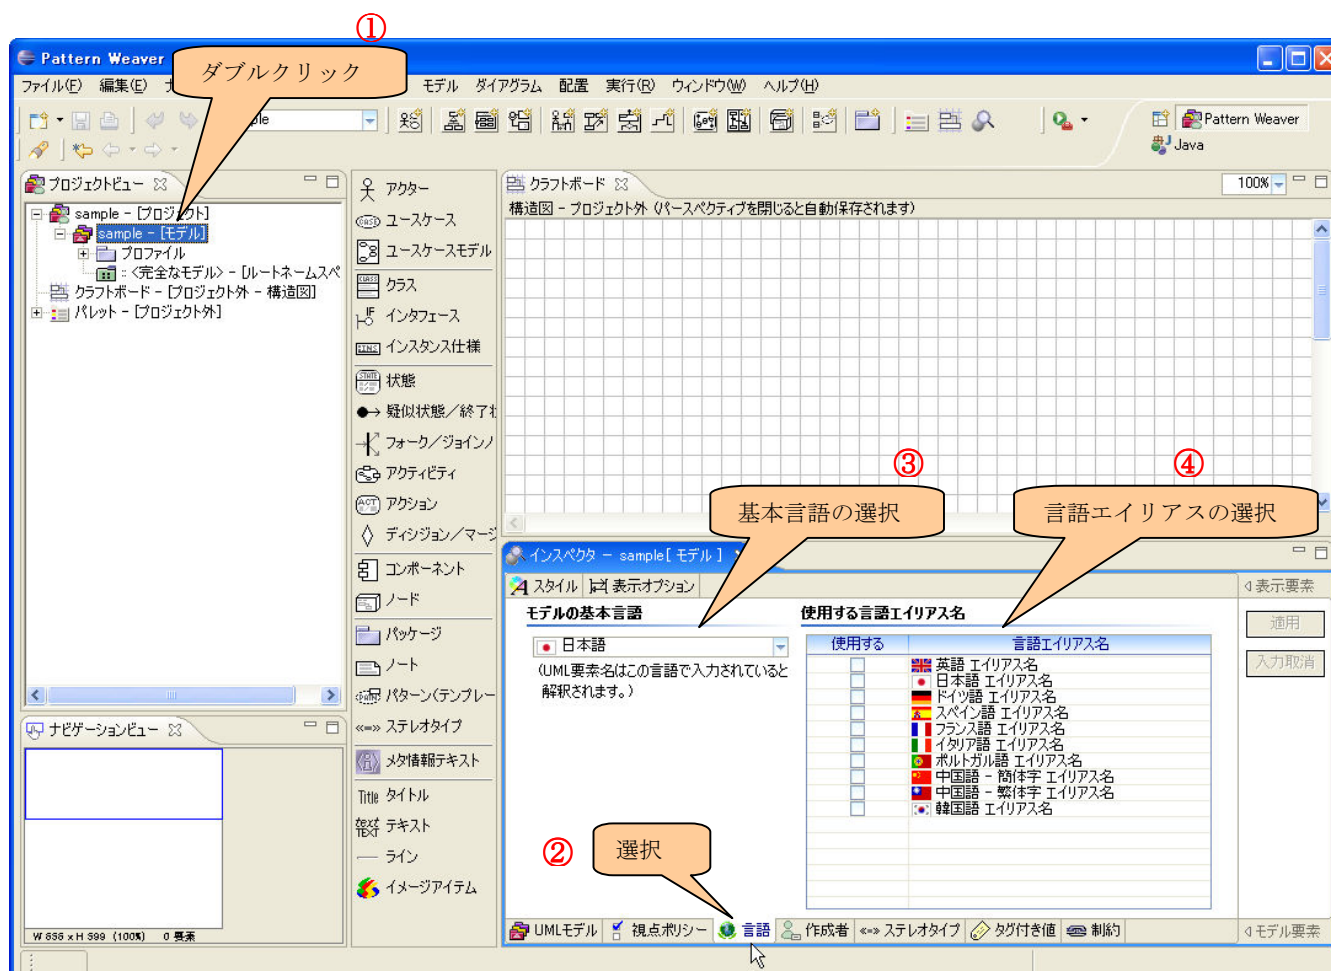 ①
Pattern Weaver
ダブルクリック
ファイル(F) 編集(E) モデル ダイアグラム 配置 実行(R) ウィンドウ(W) ヘルプ(H)
Pattern Weaver
Java
プロジェクトビュー
sample - [プロジェクト]
sample - [モデル]
プロファイル
:: <完全なモデル> - [ルートネームスペ
クラフトボード - [プロジェクト外 - 構造図]
パレット - [プロジェクト外]
アクター
ユースケース
ユースケースモデル
クラス
インタフェース
インスタンス仕様
状態
疑似状態／終了状
フォーク／ジョインノ
アクティビティ
アクション
ディシジョン／マージ
コンポーネント
ノード
パッケージ
ノート
パターン(テンプレー
ステレオタイプ
メタ情報テキスト
Title タイトル
テキスト
ライン
イメージアイテム
クラフトボード
100%
構造図 - プロジェクト外 (パースペクティブを閉じると自動保存されます)
③
④
基本言語の選択
言語エイリアスの選択
インスペクタ － sample[ モデル ]
スタイル 表示オプション
表示要素
モデルの基本言語
日本語
(UML要素名はこの言語で入力されていると
解釈されます。)
使用する言語エイリアス名
使用する 言語エイリアス名
英語 エイリアス名
日本語 エイリアス名
ドイツ語 エイリアス名
スペイン語 エイリアス名
フランス語 エイリアス名
イタリア語 エイリアス名
ポルトガル語 エイリアス名
中国語 - 簡体字 エイリアス名
中国語 - 繁体字 エイリアス名
韓国語 エイリアス名
適用
入力取消
②
選択
UMLモデル 視点ポリシー 言語 作成者 ステレオタイプ タグ付き値 制約
モデル要素
ナビゲーションビュー
W 656 x H 599 (100%) 0 要素